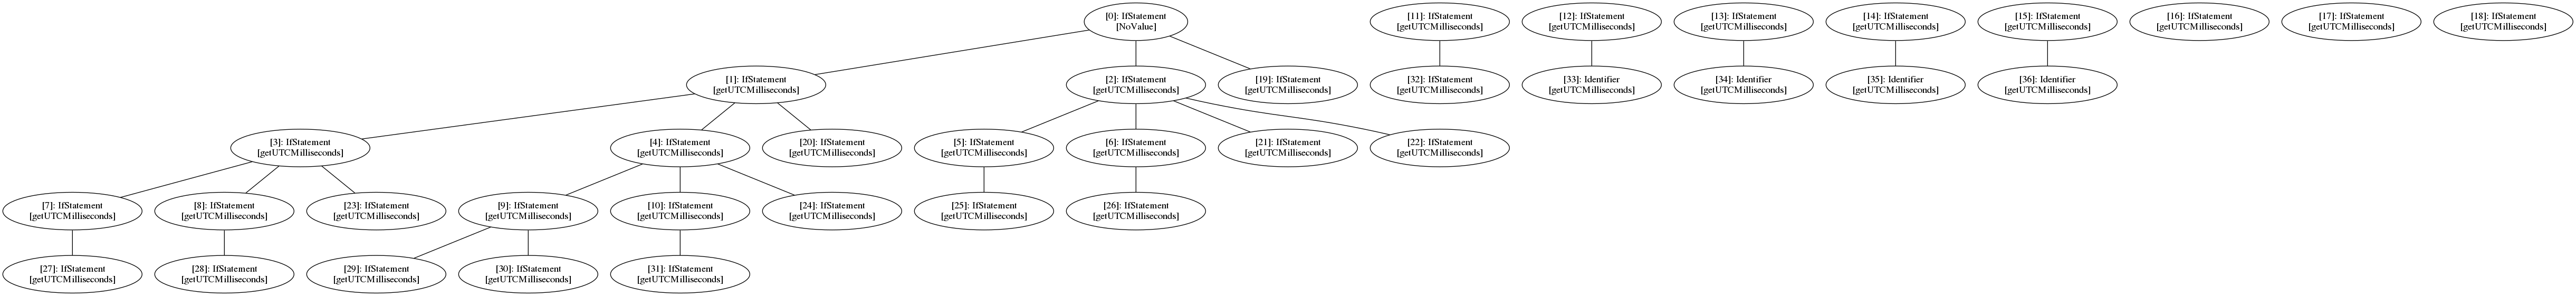 [0]: IfStatement
[NoValue]
[11]: IfStatement
[getUTCMilliseconds]
[12]: IfStatement
[getUTCMilliseconds]
[13]: IfStatement
[getUTCMilliseconds]
[14]: IfStatement
[getUTCMilliseconds]
[15]: IfStatement
[getUTCMilliseconds]
[16]: IfStatement
[getUTCMilliseconds]
[17]: IfStatement
[getUTCMilliseconds]
[18]: IfStatement
[getUTCMilliseconds]
[1]: IfStatement
[getUTCMilliseconds]
[2]: IfStatement
[getUTCMilliseconds]
[19]: IfStatement
[getUTCMilliseconds]
[32]: IfStatement
[getUTCMilliseconds]
[33]: Identifier
[getUTCMilliseconds]
[34]: Identifier
[getUTCMilliseconds]
[35]: Identifier
[getUTCMilliseconds]
[36]: Identifier
[getUTCMilliseconds]
[3]: IfStatement
[getUTCMilliseconds]
[4]: IfStatement
[getUTCMilliseconds]
[20]: IfStatement
[getUTCMilliseconds]
[5]: IfStatement
[getUTCMilliseconds]
[6]: IfStatement
[getUTCMilliseconds]
[21]: IfStatement
[getUTCMilliseconds]
[22]: IfStatement
[getUTCMilliseconds]
[7]: IfStatement
[getUTCMilliseconds]
[8]: IfStatement
[getUTCMilliseconds]
[23]: IfStatement
[getUTCMilliseconds]
[9]: IfStatement
[getUTCMilliseconds]
[10]: IfStatement
[getUTCMilliseconds]
[24]: IfStatement
[getUTCMilliseconds]
[25]: IfStatement
[getUTCMilliseconds]
[26]: IfStatement
[getUTCMilliseconds]
[27]: IfStatement
[getUTCMilliseconds]
[28]: IfStatement
[getUTCMilliseconds]
[29]: IfStatement
[getUTCMilliseconds]
[30]: IfStatement
[getUTCMilliseconds]
[31]: IfStatement
[getUTCMilliseconds]